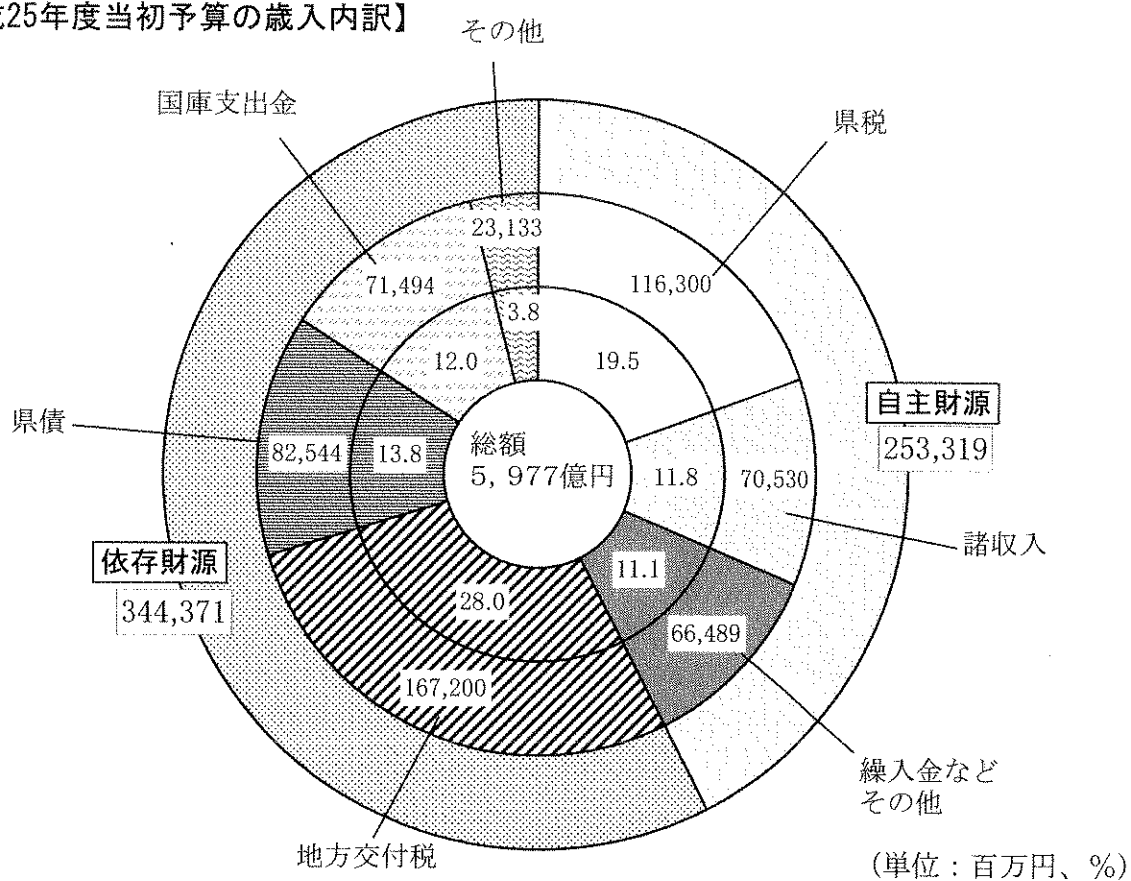 25年度当初予算の歳入内訳】
その他
国庫支出金
県税
23,133
71,494
116,300
3.8
12.0
19.5
自主財源
253,319
県債
82,544
13.8
総額
5,977億円
11.8
70,530
諸収入
依存財源
344,371
11.1
28.0
66,489
167,200
繰入金など
その他
地方交付税
(単位：百万円、%)